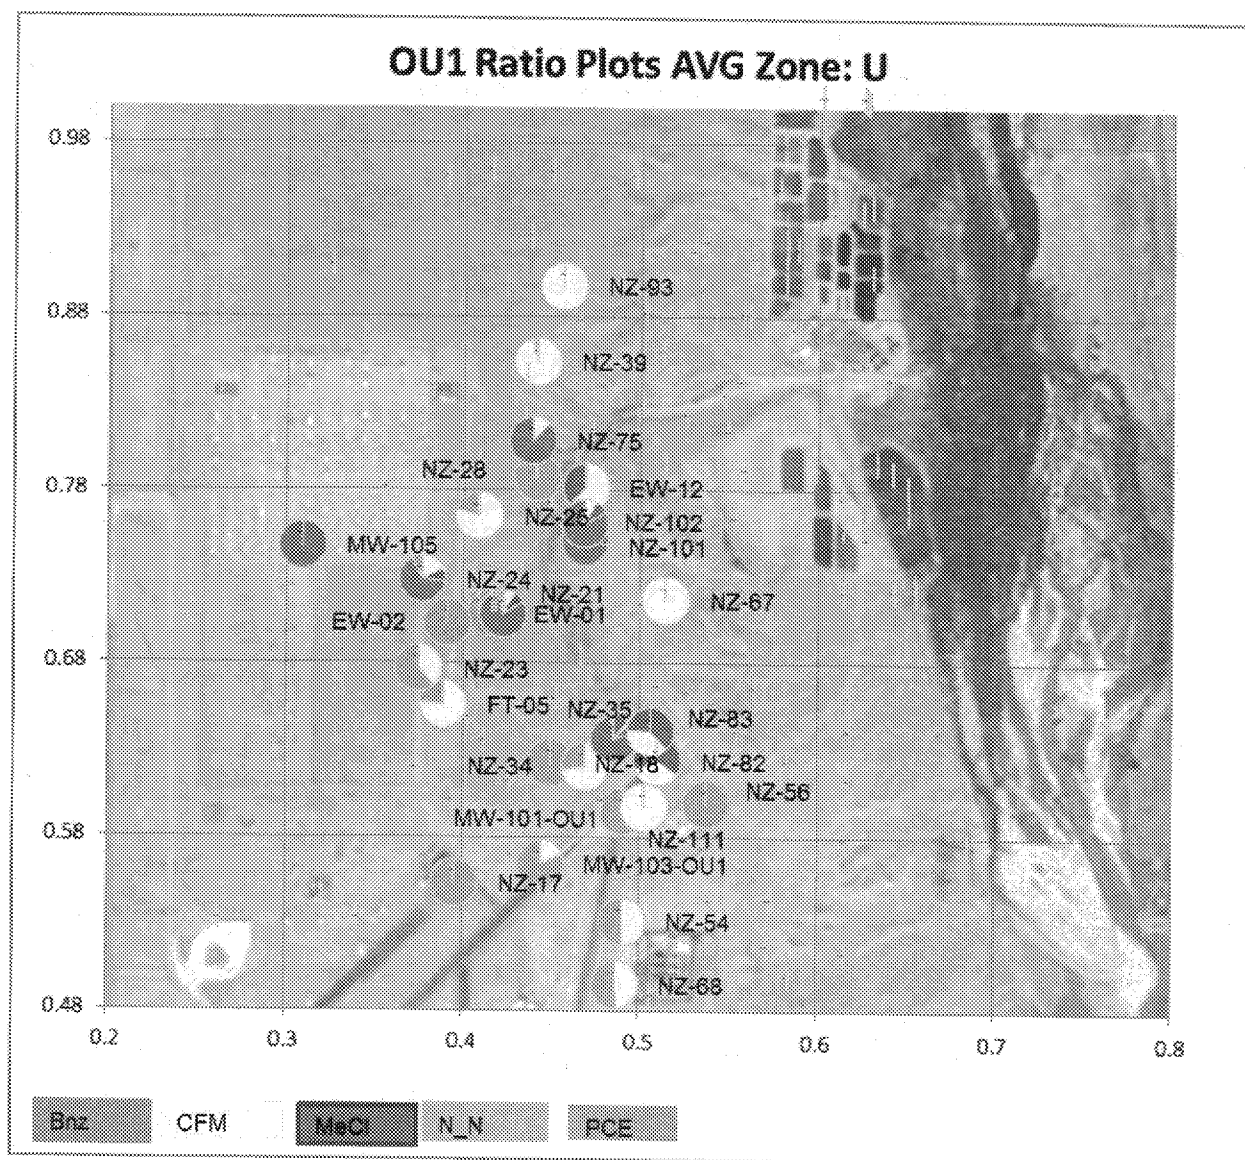 OU1 Ratio Plots AVG Zone: U
0.98
NZ-93
0.88
NZ-39
NZ-75
NZ-28
0.78
EW-12
NZ-25
NZ-102
MW-105
NZ-101
NZ-24
NZ-21
NZ-67
EW-02
EW-01
0.68
NZ-23
FT-05
NZ-35
NZ-83
NZ-34
NZ-18
NZ-82
NZ-56
MW-101-OU1
0.58
NZ-111
MW-103-OU1
NZ-17
NZ-54
NZ-68
0.48
0.2 0.3 0.4 0.5 0.6 0.7 0.8
Bnz CFM MeCl N_N PCE